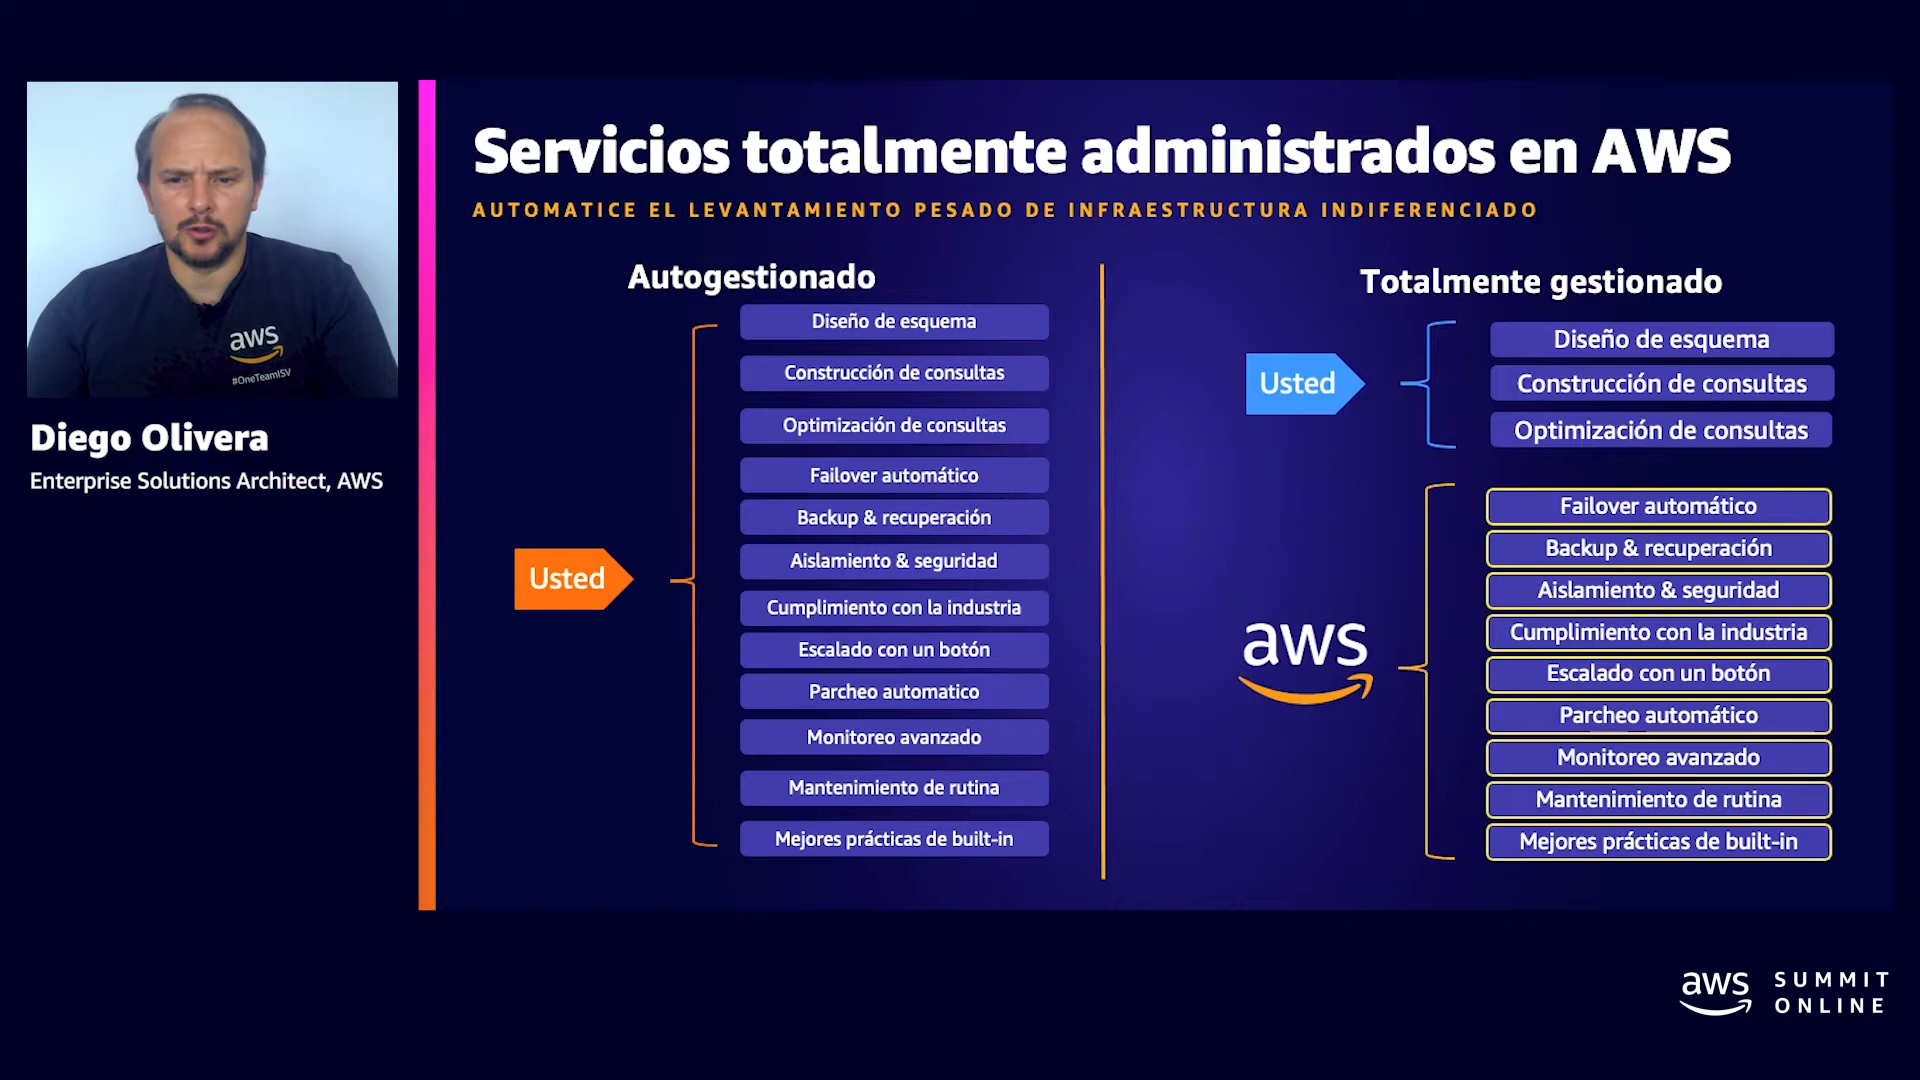 aws
#OneTeamISV
Diego Olivera
Enterprise Solutions Architect, AWS
Servicios totalmente administrados en AWS
AUTOMATICE EL LEVANTAMIENTO PESADO DE INFRAESTRUCTURA INDIFERENCIADO
Autogestionado
Usted
Diseño de esquema
Construcción de consultas
Optimización de consultas
Failover automático
Backup & recuperación
Aislamiento & seguridad
Cumplimiento con la industria
Escalado con un botón
Parcheo automatico
Monitoreo avanzado
Mantenimiento de rutina
Mejores prácticas de built-in
Totalmente gestionado
Usted
Diseño de esquema
Construcción de consultas
Optimización de consultas
aws
Failover automático
Backup & recuperación
Aislamiento & seguridad
Cumplimiento con la industria
Escalado con un botón
Parcheo automático
Monitoreo avanzado
Mantenimiento de rutina
Mejores prácticas de built-in
aws SUMMIT
ONLINE